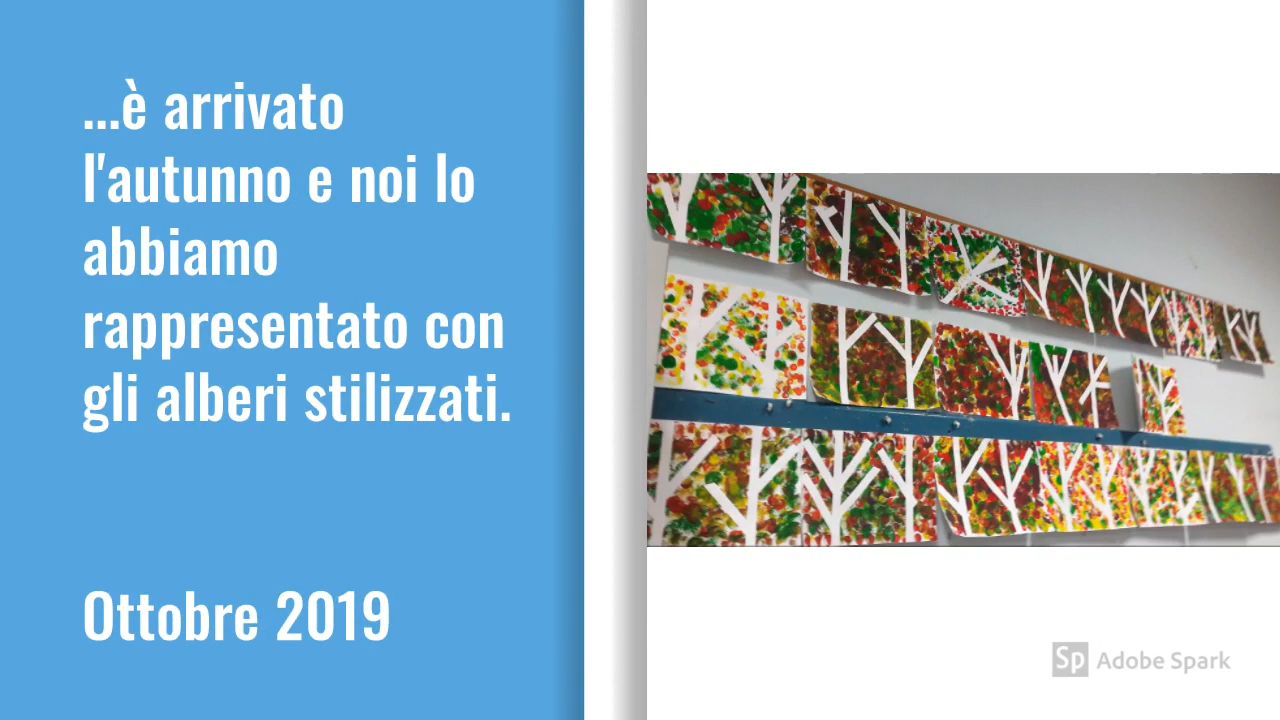 ...è arrivato
l'autunno e noi lo
abbiamo
rappresentato con
gli alberi stilizzati.
Ottobre 2019
Sp Adobe Spark